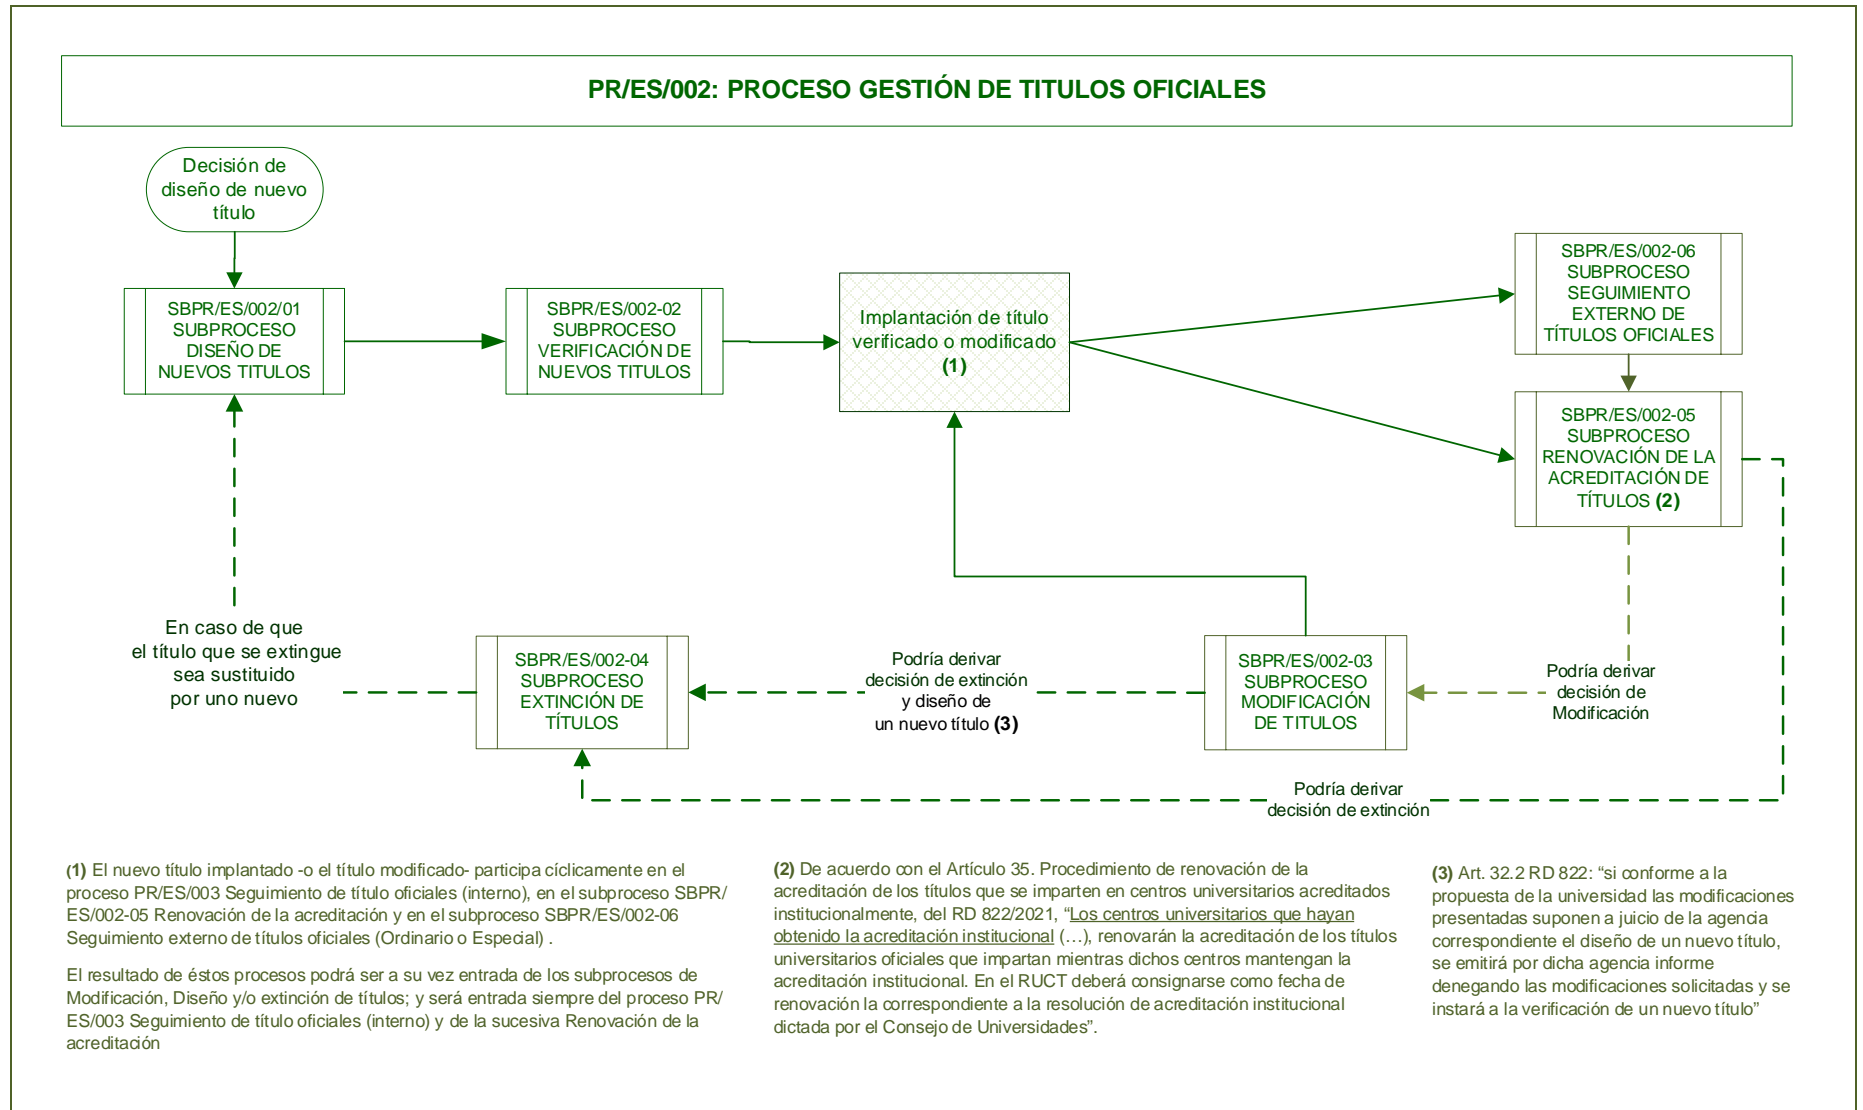 PR/ES/002: PROCESO GESTIÓN DE TITULOS OFICIALES
Decisión de
diseño de nuevo
título
SBPR/ES/002/01
SUBPROCESO
DISEÑO DE
NUEVOS TITULOS
SBPR/ES/002-02
SUBPROCESO
VERIFICACIÓN DE
NUEVOS TITULOS
Implantación de título
verificado o modificado
(1)
SBPR/ES/002-06
SUBPROCESO
SEGUIMIENTO
EXTERNO DE
TÍTULOS OFICIALES
SBPR/ES/002-05
SUBPROCESO
RENOVACIÓN DE LA
ACREDITACIÓN DE
TÍTULOS (2)
En caso de que
el título que se extingue
sea sustituido
por uno nuevo
SBPR/ES/002-04
SUBPROCESO
EXTINCIÓN DE
TÍTULOS
Podría derivar
decisión de extinción
y diseño de
un nuevo título (3)
SBPR/ES/002-03
SUBPROCESO
MODIFICACIÓN
DE TITULOS
Podría derivar
decisión de
Modificación
Podría derivar
decisión de extinción
(1) El nuevo título implantado -o el título modificado- participa cíclicamente en el
proceso PR/ES/003 Seguimiento de título oficiales (interno), en el subproceso SBPR/
ES/002-05 Renovación de la acreditación y en el subproceso SBPR/ES/002-06
Seguimiento externo de títulos oficiales (Ordinario o Especial) .
El resultado de éstos procesos podrá ser a su vez entrada de los subprocesos de
Modificación, Diseño y/o extinción de títulos; y será entrada siempre del proceso PR/
ES/003 Seguimiento de título oficiales (interno) y de la sucesiva Renovación de la
acreditación
(2) De acuerdo con el Artículo 35. Procedimiento de renovación de la
acreditación de los títulos que se imparten en centros universitarios acreditados
institucionalmente, del RD 822/2021, “Los centros universitarios que hayan
obtenido la acreditación institucional (…), renovarán la acreditación de los títulos
universitarios oficiales que impartan mientras dichos centros mantengan la
acreditación institucional. En el RUCT deberá consignarse como fecha de
renovación la correspondiente a la resolución de acreditación institucional
dictada por el Consejo de Universidades”.
(3) Art. 32.2 RD 822: “si conforme a la
propuesta de la universidad las modificaciones
presentadas suponen a juicio de la agencia
correspondiente el diseño de un nuevo título,
se emitirá por dicha agencia informe
denegando las modificaciones solicitadas y se
instará a la verificación de un nuevo título”